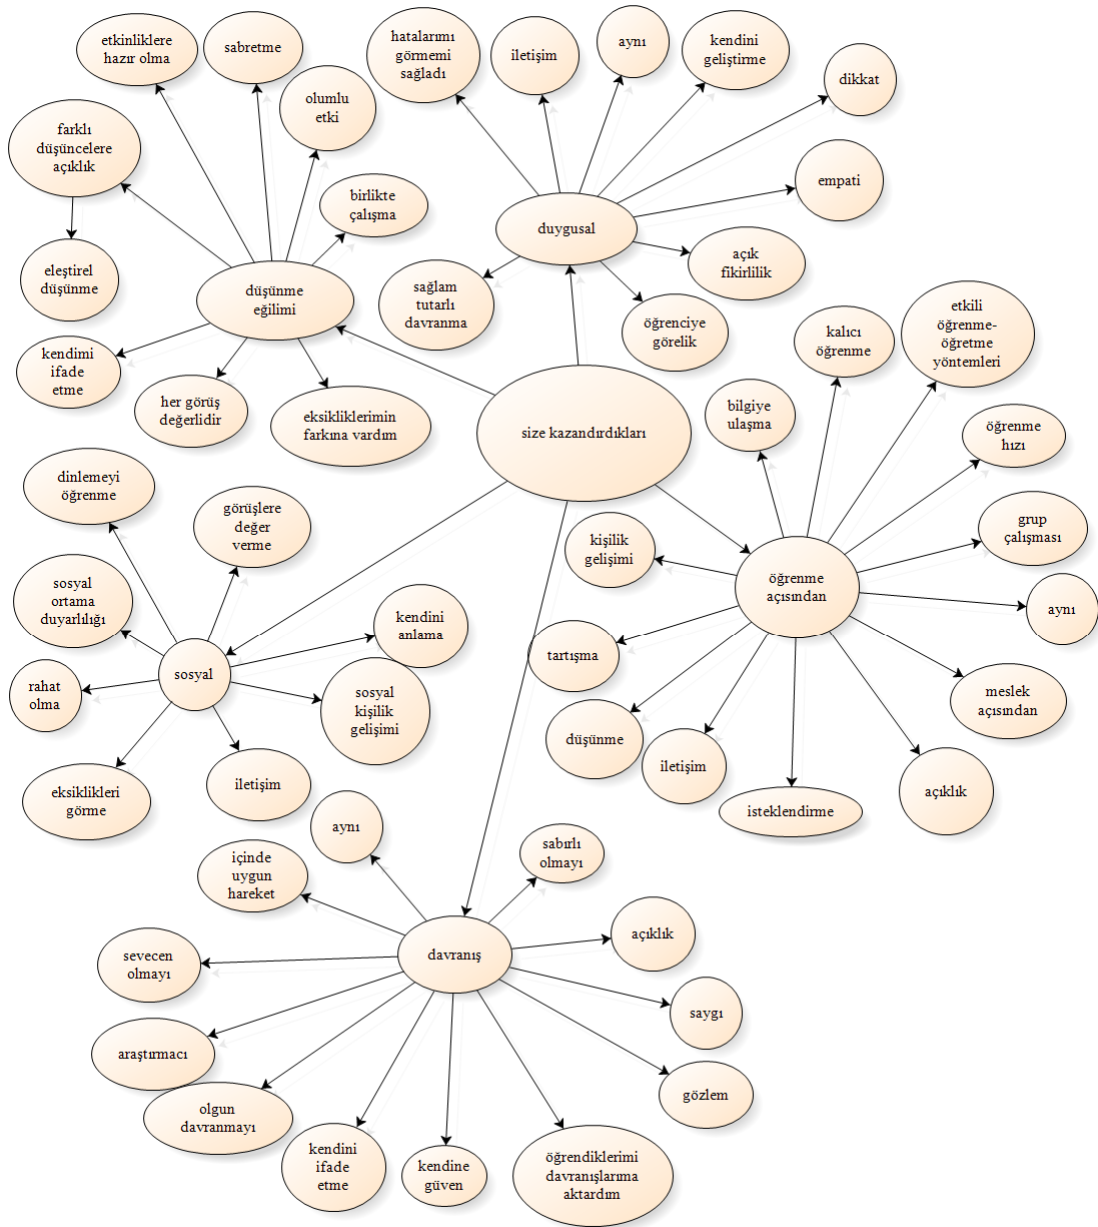 etkinliklere
hazır olma
sabretme
olumlu
etki
farklı
düşüncelere
açıklık
birlikte
çalışma
eleştirel
düşünme
düşünme
eğilimi
kendimi
ifade
etme
her görüş
değerlidir
eksikliklerimin
farkına vardım
hatalarımı
görmemi
sağladı
iletişim
aynı
kendini
geliştirme
dikkat
empati
duygusal
açık
fikirlilik
sağlam
tutarlı
davranma
öğrenciye
görelik
size kazandırdıkları
kalıcı
öğrenme
etkili
öğrenme-
öğretme
yöntemleri
bilgiye
ulaşma
öğrenme
hızı
grup
çalışması
kişilik
gelişimi
öğrenme
açısından
aynı
tartışma
meslek
açısından
düşünme
iletişim
isteklendirme
açıklık
dinlemeyi
öğrenme
görüşlere
değer
verme
sosyal
ortama
duyarlılığı
kendini
anlama
sosyal
rahat
olma
sosyal
kişilik
gelişimi
eksiklikleri
görme
iletişim
aynı
sabırlı
olmayı
içinde
uygun
hareket
açıklık
davranış
sevecen
olmayı
saygı
araştırmacı
gözlem
olgun
davranmayı
kendini
ifade
etme
kendine
güven
öğrendiklerimi
davranışlarıma
aktardım